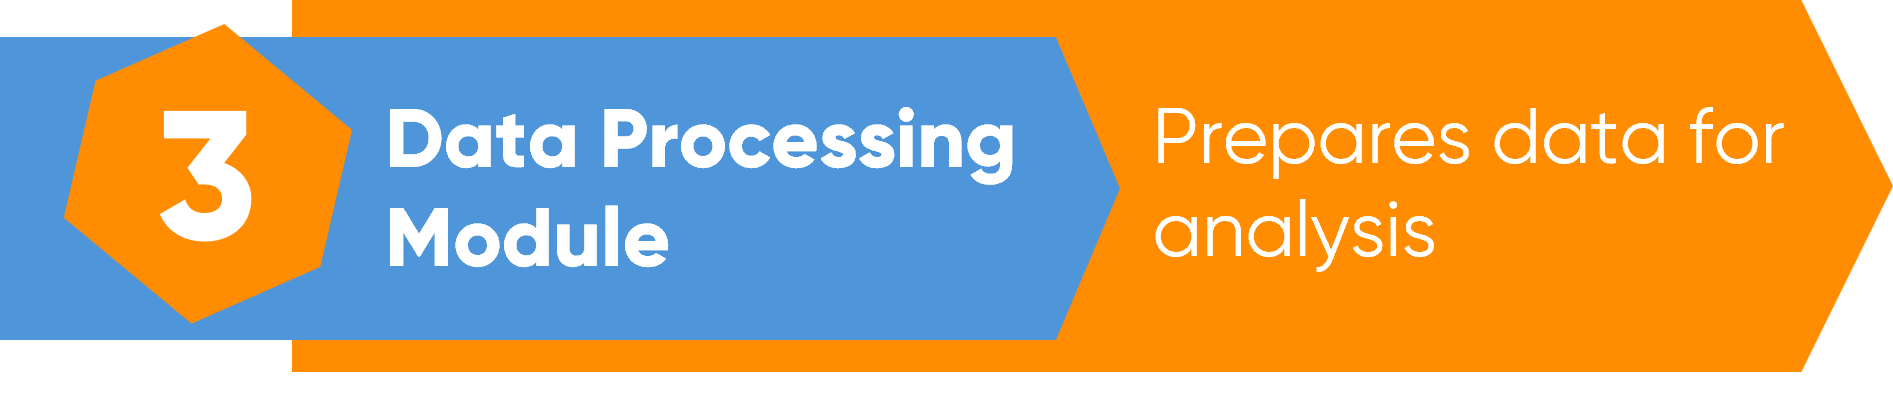 3
Data Processing
Module
Prepares data for
analysis